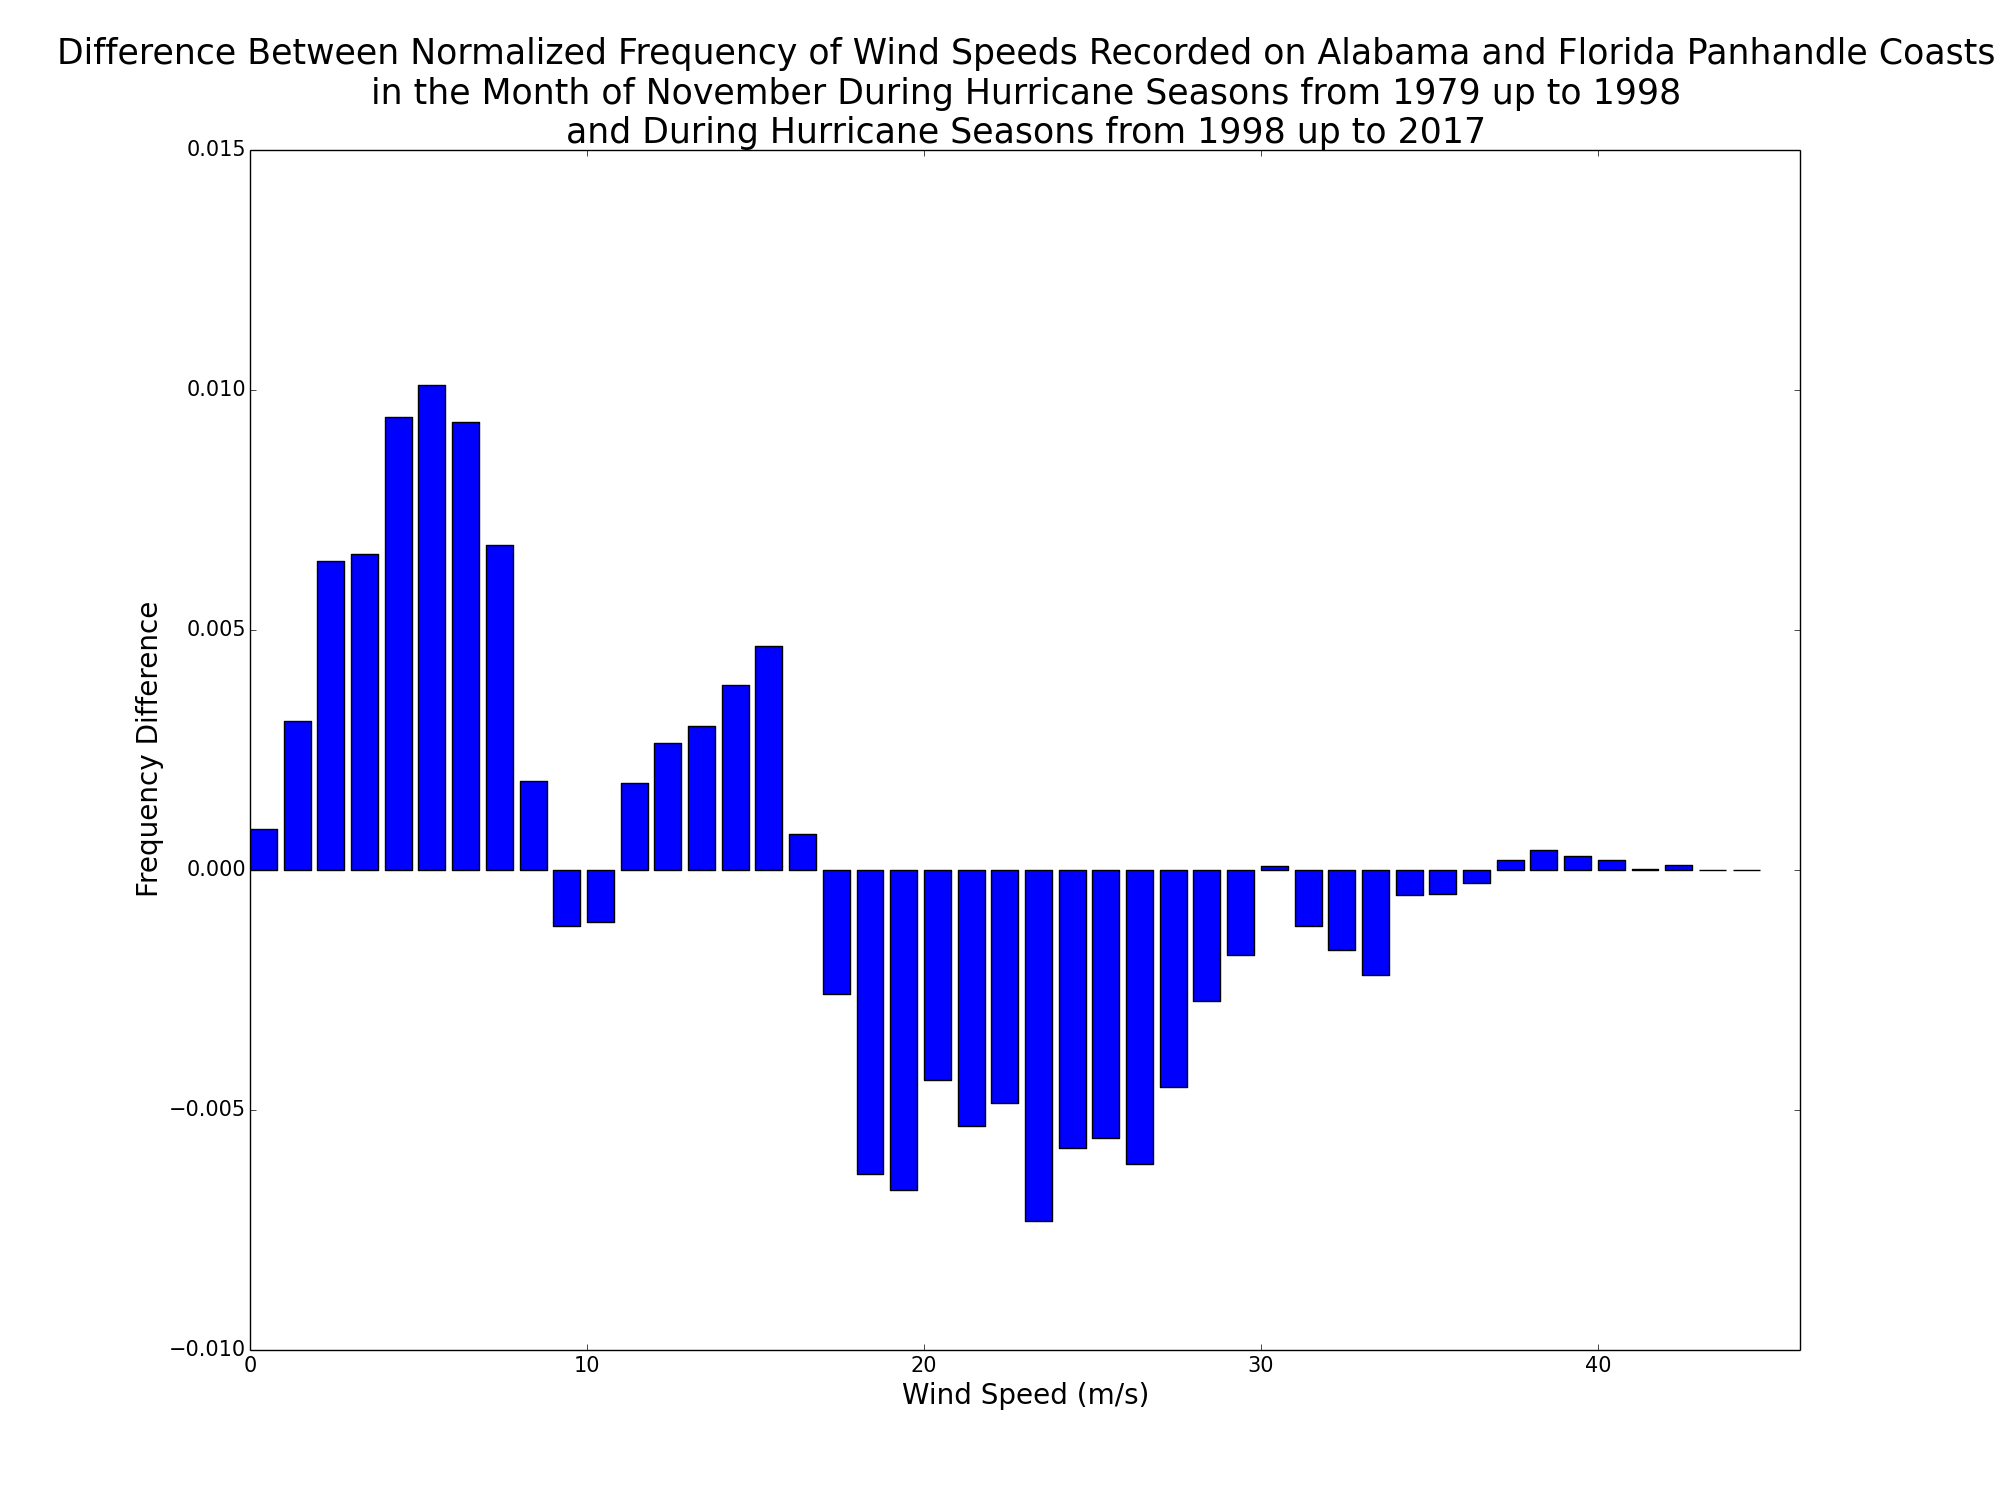 Difference Between Normalized Frequency of Wind Speeds Recorded on Alabama and Florida Panhandle Coasts
in the Month of November During Hurricane Seasons from 1979 up to 1998
and During Hurricane Seasons from 1998 up to 2017
0.015
0.010
0.005
0.000
−0.005
−0.010
Frequency Difference
0 10 20 30 40
Wind Speed (m/s)